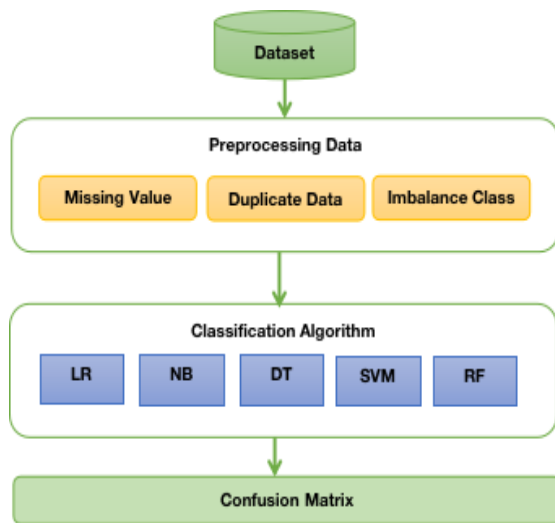 Dataset
Preprocessing Data
Missing Value
Duplicate Data
Imbalance Class
Classification Algorithm
LR
NB
DT
SVM
RF
Confusion Matrix